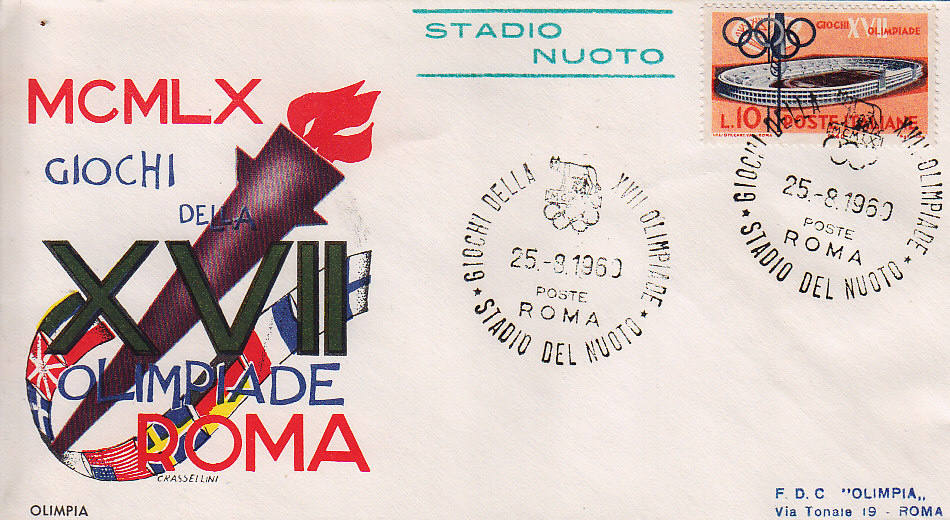 STADIO
NUOTO
MCMLX
GIOCHI
DELLA
XVII
OLIMPIADE
ROMA
GRASSELLINI
OLIMPIA
GIOCHI XVII OLIMPIADE
L.10 POSTE ITALIANE
GIOCHI DELLA XVII OLIMPIADE
25.-8.1960
POSTE
ROMA
★ STADIO DEL NUOTO ★
GIOCHI DELLA XVII OLIMPIADE
MCMLX
25.-8.1960
POSTE
ROMA
★ STADIO DEL NUOTO ★
F. D. C "OLIMPIA,,
Via Tonale 19 - ROMA